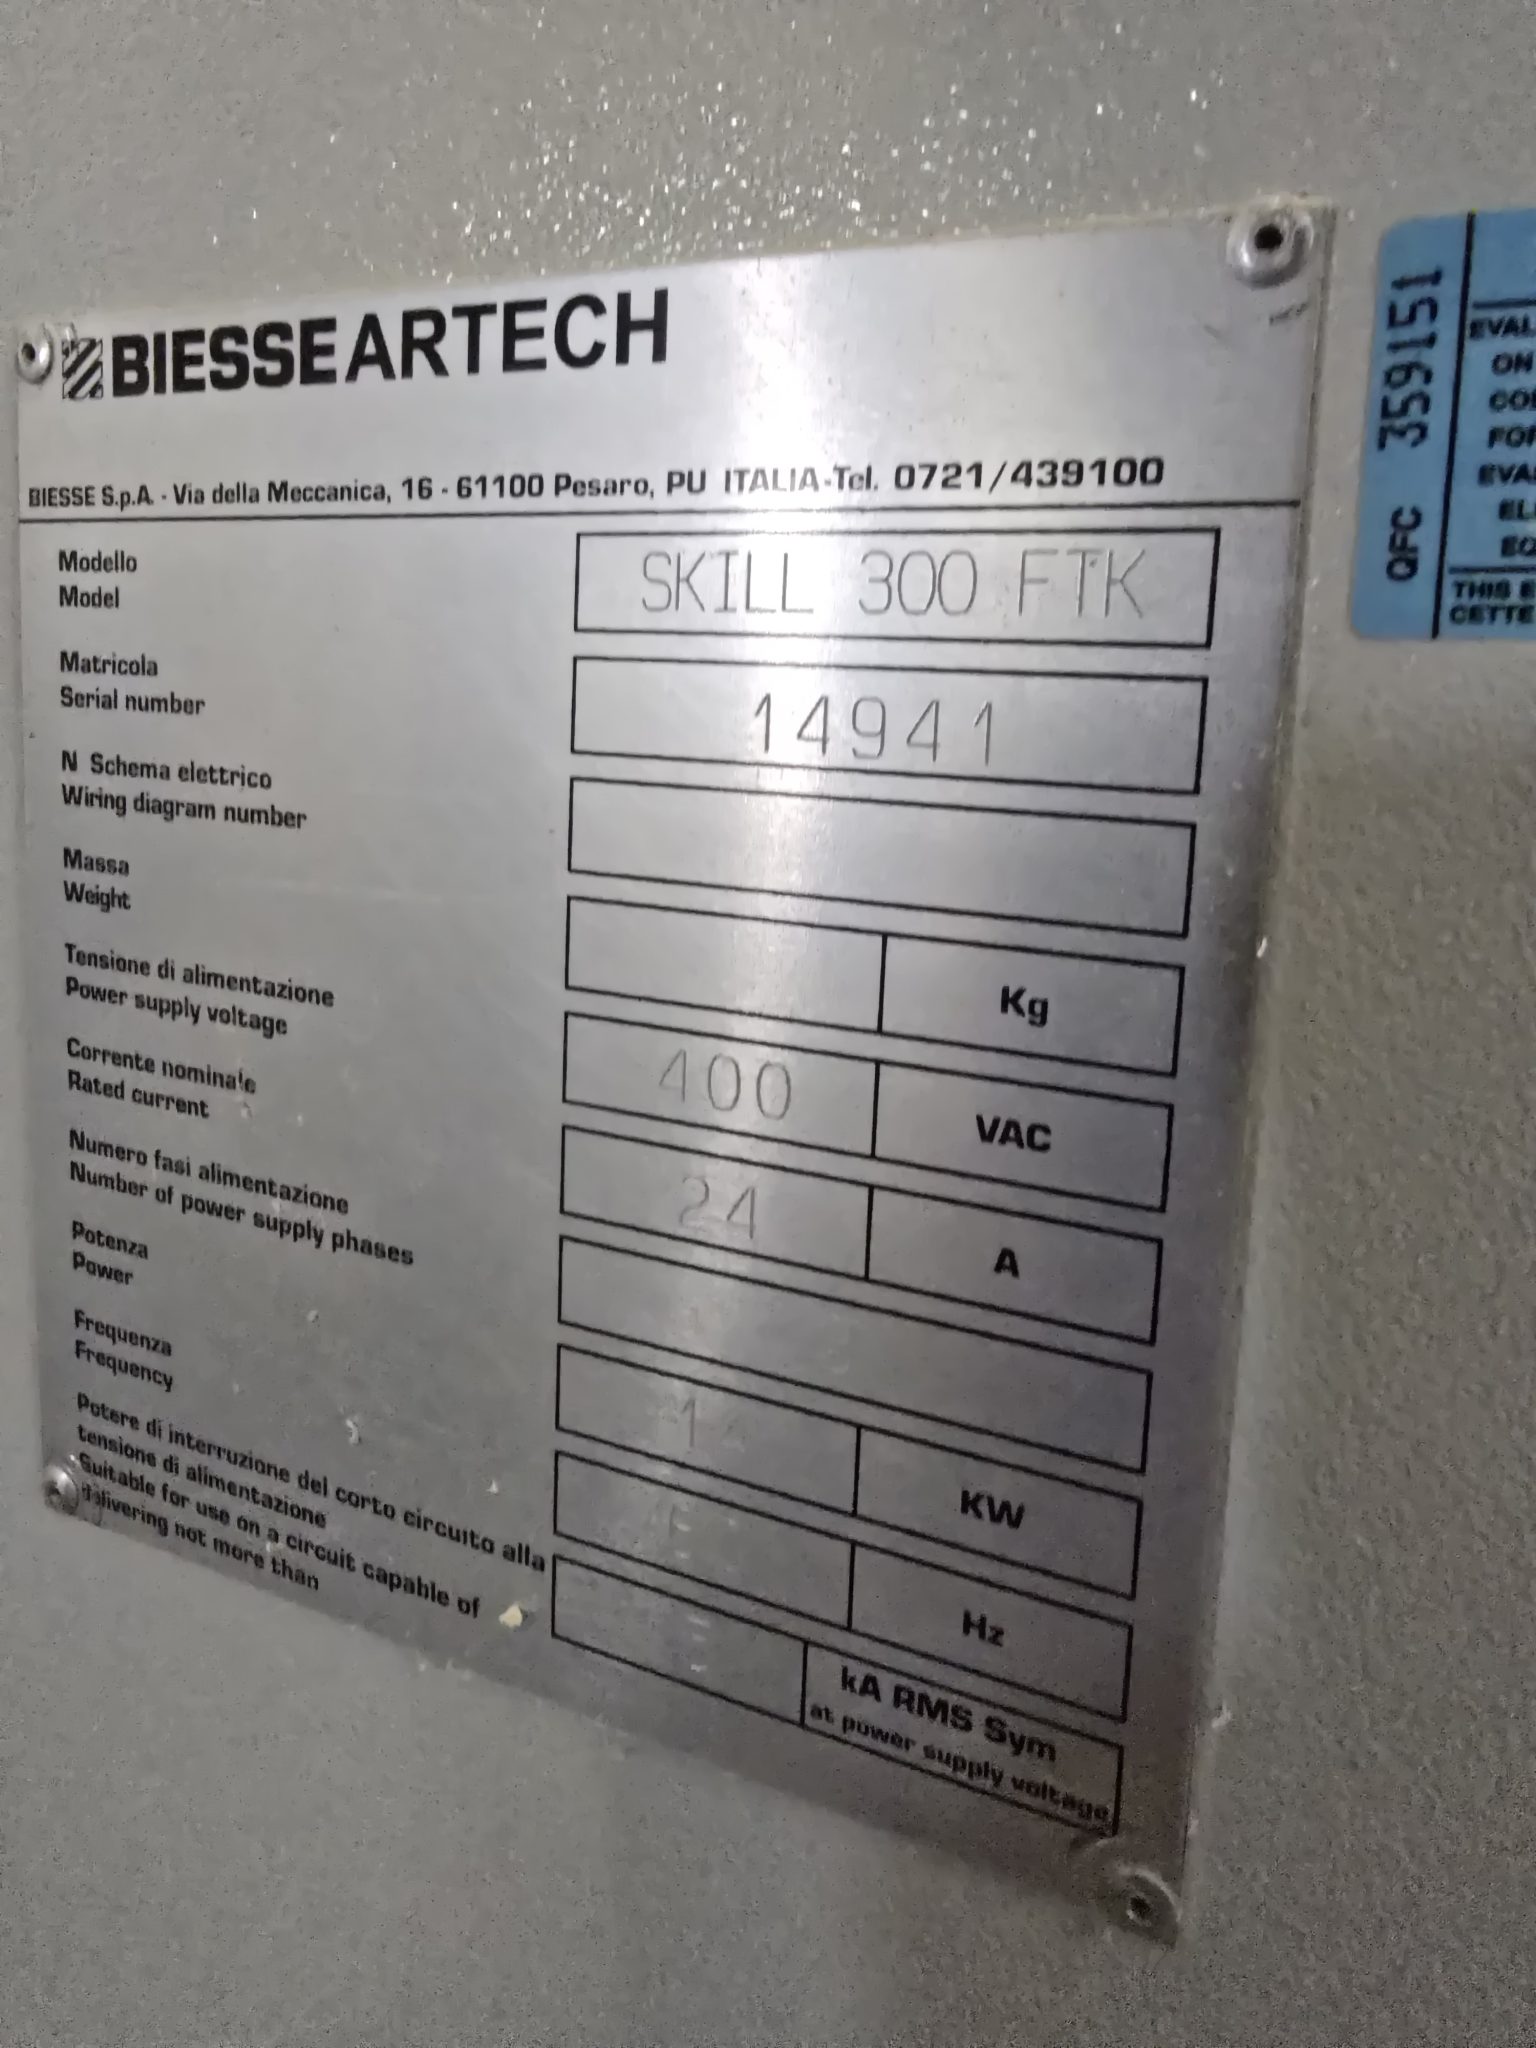 BIESSEARTECH
BIESSE S.p.A. - Via della Meccanica, 16 - 61100 Pesaro, PU ITALIA-Tel. 0721/439100
Modello
Model
SKILL 300 FTK
Matricola
Serial number
14941
N Schema elettrico
Wiring diagram number
Massa
Weight
Kg
Tensione di alimentazione
Power supply voltage
400
VAC
Corrente nominale
Rated current
24
A
Numero fasi alimentazione
Number of power supply phases
Potenza
Power
KW
Frequenza
Frequency
Hz
Potere di interruzione del corto circuito alla
tensione di alimentazione
Suitable for use on a circuit capable of
delivering not more than
kA RMS Sym
at power supply voltage
QFC 359151
ON
THIS
CETTE